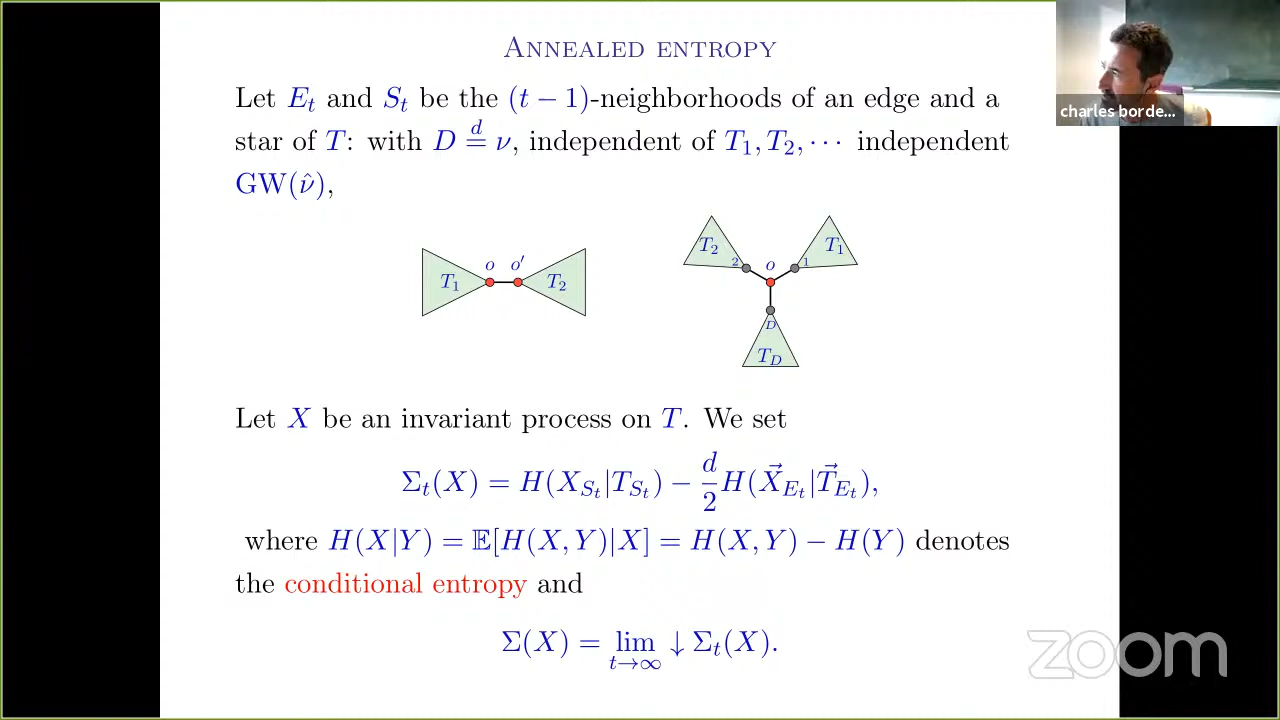 ANNEALED ENTROPY
Let E_t and S_t be the (t − 1)-neighborhoods of an edge and a
star of T: with D =^d ν, independent of T_1, T_2, ⋯ independent
GW(ν̂),
T_1 o o′ T_2
T_2 2 o 1 T_1
D
T_D
Let X be an invariant process on T. We set
Σ_t(X) = H(X_{S_t}|T_{S_t}) − d/2 H(X⃗_{E_t}|T⃗_{E_t}),
where H(X|Y) = 𝔼[H(X, Y)|X] = H(X, Y) − H(Y) denotes
the conditional entropy and
Σ(X) = lim_{t→∞} ↓ Σ_t(X).
charles borde...
zoom